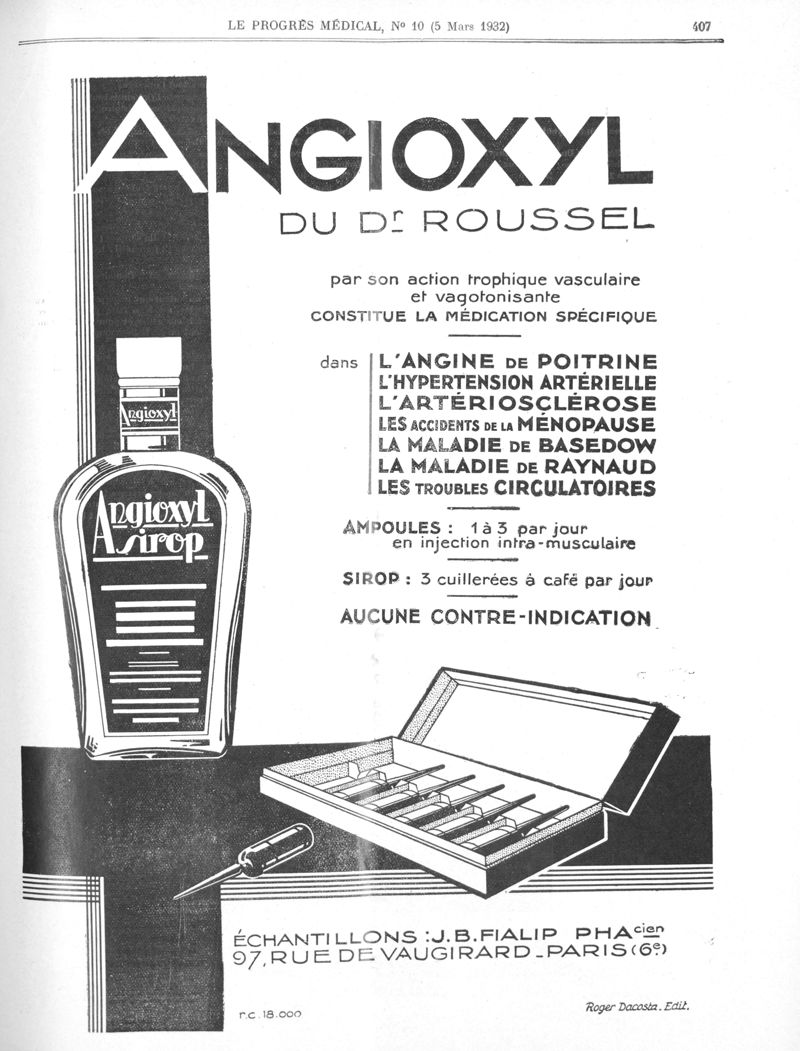 LE PROGRÈS MÉDICAL, Nº 10 (5 Mars 1932)
407
ANGIOXYL
DU Dr ROUSSEL
par son action trophique vasculaire
et vagotonisante
CONSTITUE LA MÉDICATION SPÉCIFIQUE
dans
L'ANGINE DE POITRINE
L'HYPERTENSION ARTÉRIELLE
L'ARTÉRIOSCLÉROSE
LES ACCIDENTS DE LA MÉNOPAUSE
LA MALADIE DE BASEDOW
LA MALADIE DE RAYNAUD
LES TROUBLES CIRCULATOIRES
AMPOULES : 1 à 3 par jour
en injection intra-musculaire
SIROP : 3 cuillerées à café par jour
AUCUNE CONTRE-INDICATION
Angioxyl
Angioxyl
sirop
ÉCHANTILLONS : J.B. FIALIP PHAcien
97, RUE DE VAUGIRARD_PARIS (6e)
r.c. 18.000
Roger Dacosta. Edit.